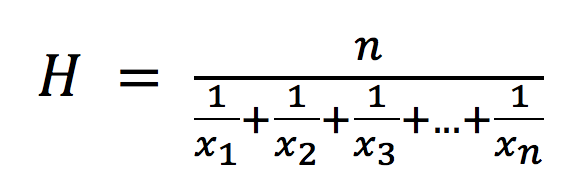 H = n / (1/x₁ + 1/x₂ + 1/x₃ + ... + 1/xₙ)